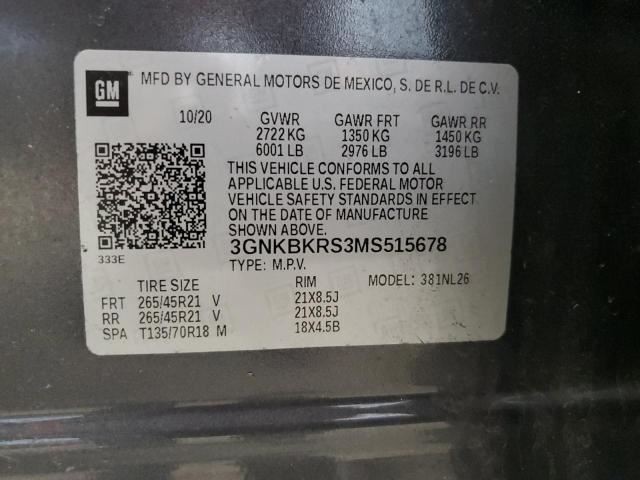 GM
MFD BY GENERAL MOTORS DE MEXICO, S. DE R.L. DE C.V.
10/20 GVWR GAWR FRT GAWR RR
2722 KG 1350 KG 1450 KG
6001 LB 2976 LB 3196 LB
THIS VEHICLE CONFORMS TO ALL
APPLICABLE U.S. FEDERAL MOTOR
VEHICLE SAFETY STANDARDS IN EFFECT
ON THE DATE OF MANUFACTURE
SHOWN ABOVE.
3GNKBKRS3MS515678
333E TYPE: M.P.V.
TIRE SIZE RIM MODEL: 381NL26
FRT 265/45R21 V 21X8.5J
RR 265/45R21 V 21X8.5J
SPA T135/70R18 M 18X4.5B